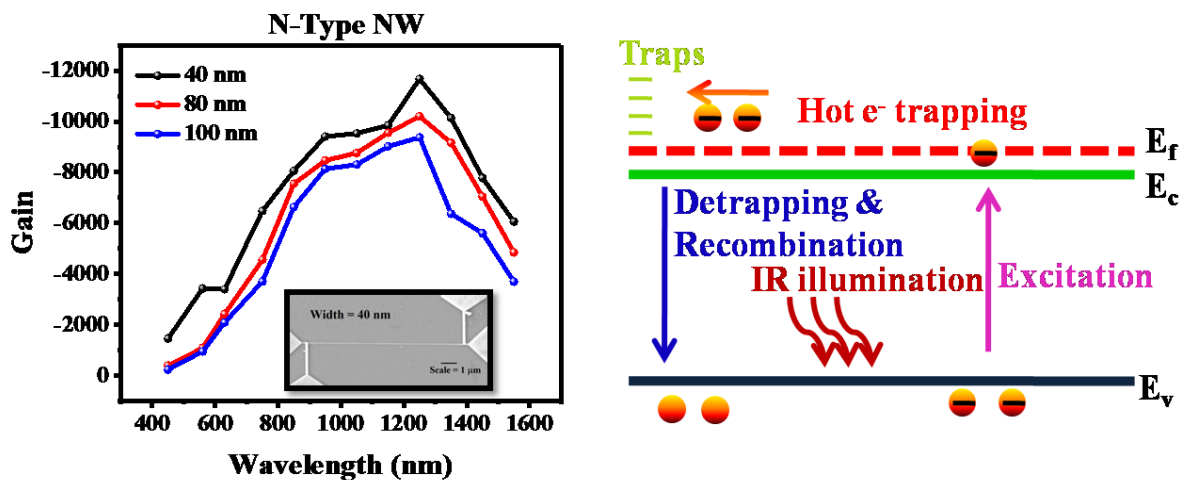 N-Type NW
-12000
-10000
-8000
-6000
-4000
-2000
0
Gain
40 nm
80 nm
100 nm
Width = 40 nm
Scale = 1 μm
400 600 800 1000 1200 1400 1600
Wavelength (nm)
Traps
Hot e- trapping
Ef
Ec
Detrapping &
Recombination
IR illumination
Excitation
Ev